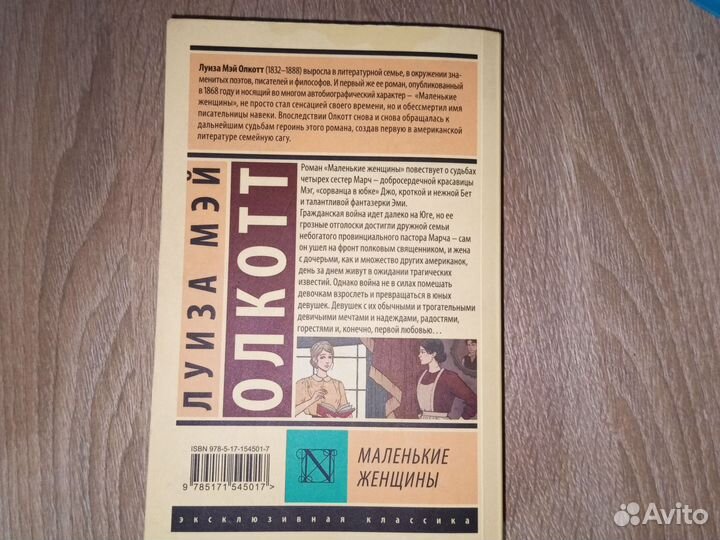 Луиза Мэй Олкотт (1832–1888) выросла в литературной семье, в окружении зна-
менитых поэтов, писателей и философов. И первый же ее роман, опубликованный
в 1868 году и носящий во многом автобиографический характер – «Маленькие
женщины», не просто стал сенсацией своего времени, но и обессмертил имя
писательницы навеки. Впоследствии Олкотт снова и снова обращалась к
дальнейшим судьбам героинь этого романа, создав первую в американской
литературе семейную сагу.
ЛУИЗА МЭЙ
ОЛКОТТ
Роман «Маленькие женщины» повествует о судьбах
четырех сестер Марч – добросердечной красавицы
Мэг, «сорванца в юбке» Джо, кроткой и нежной Бет
и талантливой фантазерки Эми.
Гражданская война идет далеко на Юге, но ее
грозные отголоски достигли дружной семьи
небогатого провинциального пастора Марча – сам
он ушел на фронт полковым священником, и жена
с дочерьми, как и множество других американок,
день за днем живут в ожидании трагических
известий. Однако война не в силах помешать
девочкам взрослеть и превращаться в юных
девушек. Девушек с их обычными и трогательными
девичьими мечтами и надеждами, радостями,
горестями и, конечно, первой любовью…
ISBN 978-5-17-154501-7
9 785171 545017 >
N
МАЛЕНЬКИЕ
ЖЕНЩИНЫ
эксклюзивная классика
Avito